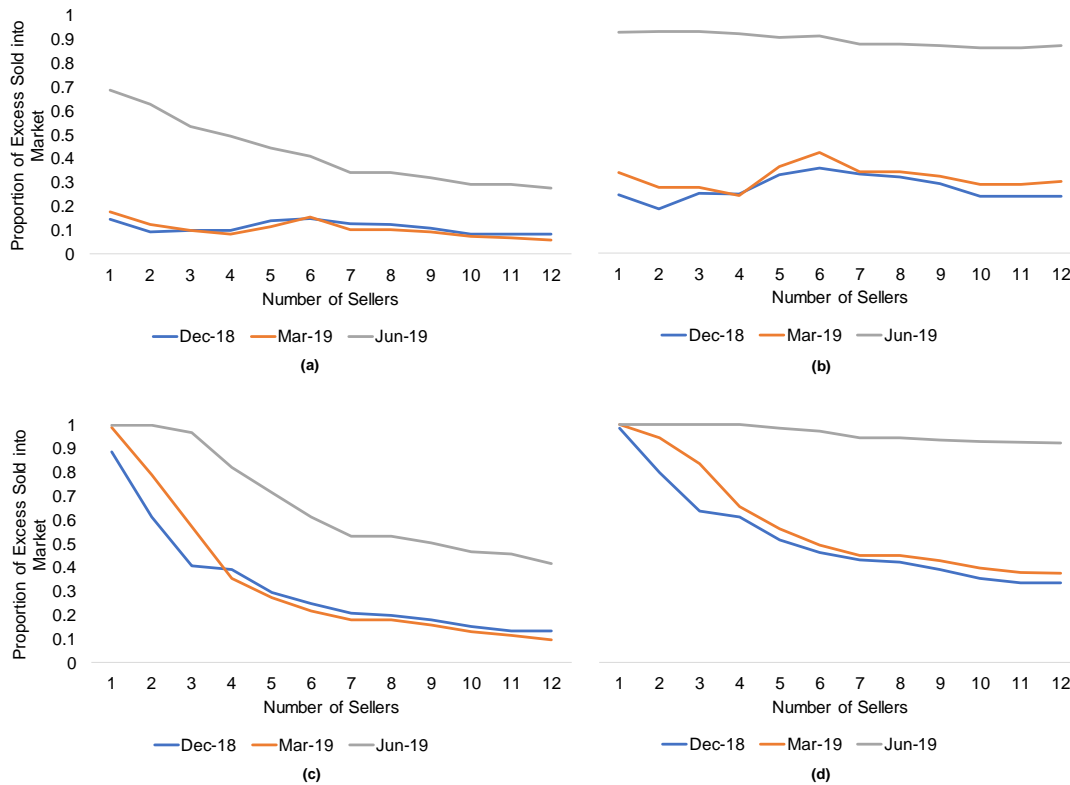 Proportion of Excess Sold into
Market
1
0.9
0.8
0.7
0.6
0.5
0.4
0.3
0.2
0.1
0
1 2 3 4 5 6 7 8 9 10 11 12
Number of Sellers
Dec-18 Mar-19 Jun-19
(a)
1
0.9
0.8
0.7
0.6
0.5
0.4
0.3
0.2
0.1
0
1 2 3 4 5 6 7 8 9 10 11 12
Number of Sellers
Dec-18 Mar-19 Jun-19
(b)
Proportion of Excess Sold into
Market
1
0.9
0.8
0.7
0.6
0.5
0.4
0.3
0.2
0.1
0
1 2 3 4 5 6 7 8 9 10 11 12
Number of Sellers
Dec-18 Mar-19 Jun-19
(c)
1 2 3 4 5 6 7 8 9 10 11 12
Number of Sellers
Dec-18 Mar-19 Jun-19
(d)